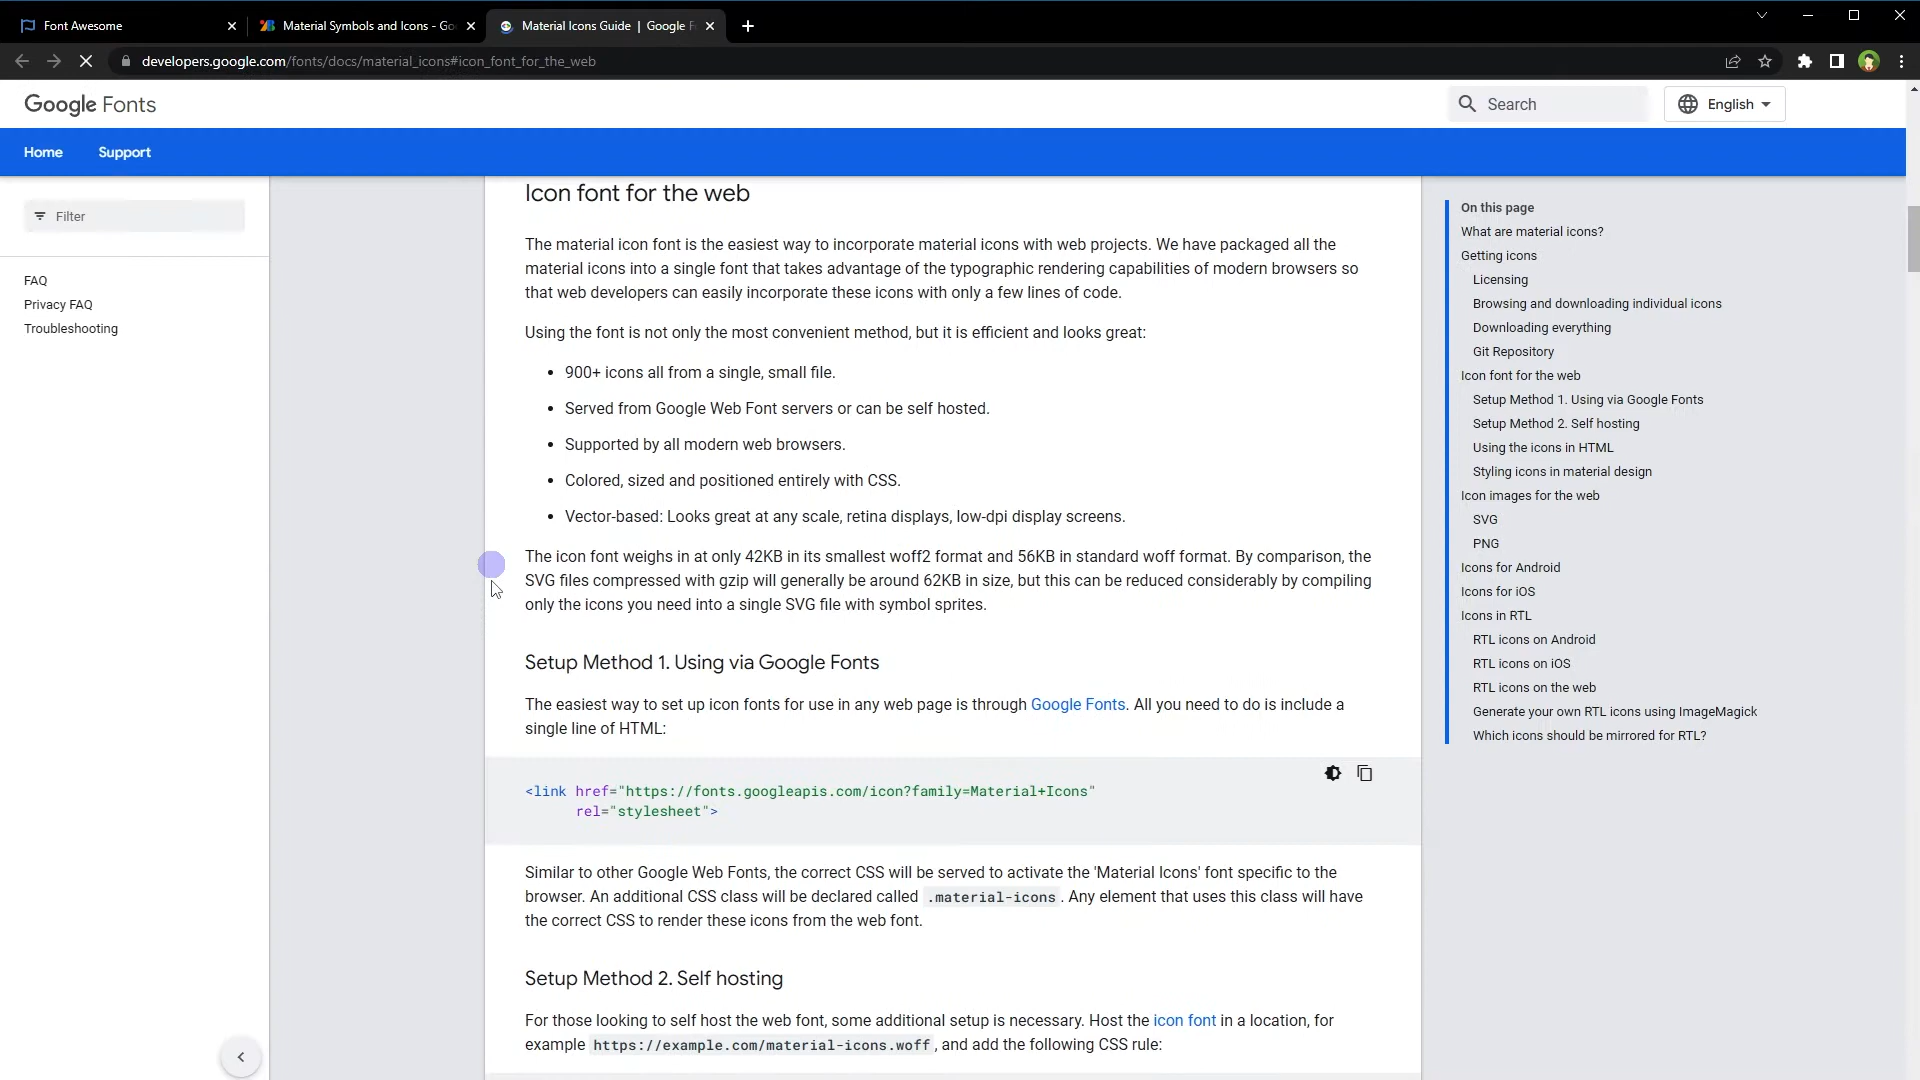 Font Awesome
Material Symbols and Icons - Go
Material Icons Guide | Google F
developers.google.com/fonts/docs/material_icons#icon_font_for_the_web
Google Fonts
Search
English
Home
Support
Filter
FAQ
Privacy FAQ
Troubleshooting
Icon font for the web
The material icon font is the easiest way to incorporate material icons with web projects. We have packaged all the
material icons into a single font that takes advantage of the typographic rendering capabilities of modern browsers so
that web developers can easily incorporate these icons with only a few lines of code.
Using the font is not only the most convenient method, but it is efficient and looks great:
• 900+ icons all from a single, small file.
• Served from Google Web Font servers or can be self hosted.
• Supported by all modern web browsers.
• Colored, sized and positioned entirely with CSS.
• Vector-based: Looks great at any scale, retina displays, low-dpi display screens.
The icon font weighs in at only 42KB in its smallest woff2 format and 56KB in standard woff format. By comparison, the
SVG files compressed with gzip will generally be around 62KB in size, but this can be reduced considerably by compiling
only the icons you need into a single SVG file with symbol sprites.
Setup Method 1. Using via Google Fonts
The easiest way to set up icon fonts for use in any web page is through Google Fonts. All you need to do is include a
single line of HTML:
<link href="https://fonts.googleapis.com/icon?family=Material+Icons"
rel="stylesheet">
Similar to other Google Web Fonts, the correct CSS will be served to activate the 'Material Icons' font specific to the
browser. An additional CSS class will be declared called .material-icons . Any element that uses this class will have
the correct CSS to render these icons from the web font.
Setup Method 2. Self hosting
For those looking to self host the web font, some additional setup is necessary. Host the icon font in a location, for
example https://example.com/material-icons.woff , and add the following CSS rule:
On this page
What are material icons?
Getting icons
Licensing
Browsing and downloading individual icons
Downloading everything
Git Repository
Icon font for the web
Setup Method 1. Using via Google Fonts
Setup Method 2. Self hosting
Using the icons in HTML
Styling icons in material design
Icon images for the web
SVG
PNG
Icons for Android
Icons for iOS
Icons in RTL
RTL icons on Android
RTL icons on iOS
RTL icons on the web
Generate your own RTL icons using ImageMagick
Which icons should be mirrored for RTL?